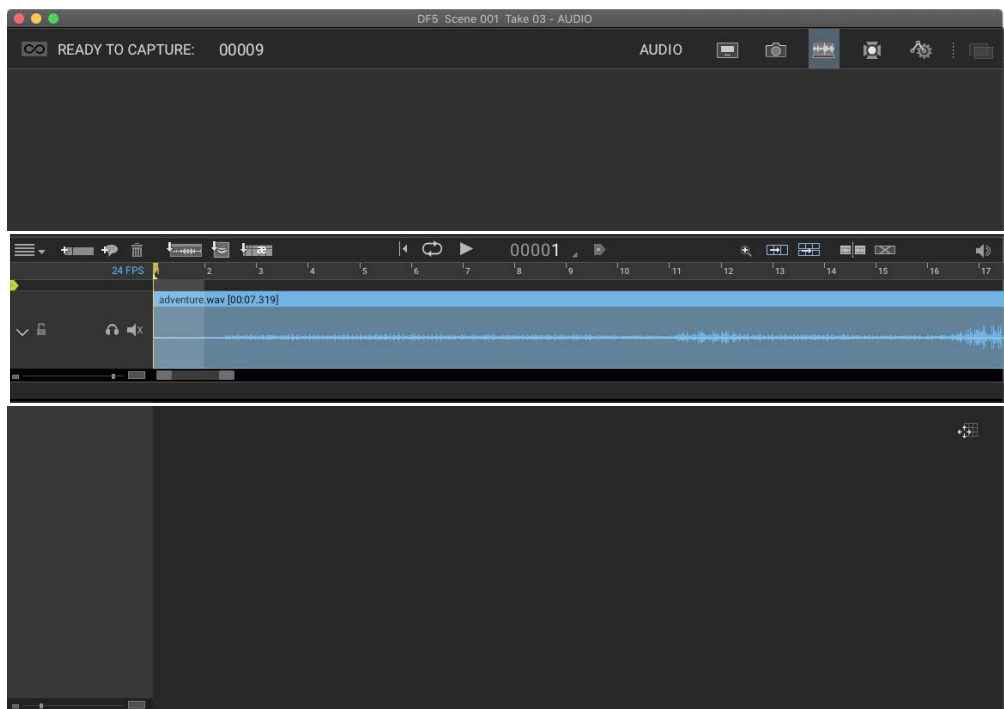 DF5 Scene 001 Take 03 - AUDIO
READY TO CAPTURE: 00009 AUDIO
æ 00001
24 FPS 1 2 3 4 5 6 7 8 9 10 11 12 13 14 15 16 17
adventure.wav [00:07.319]